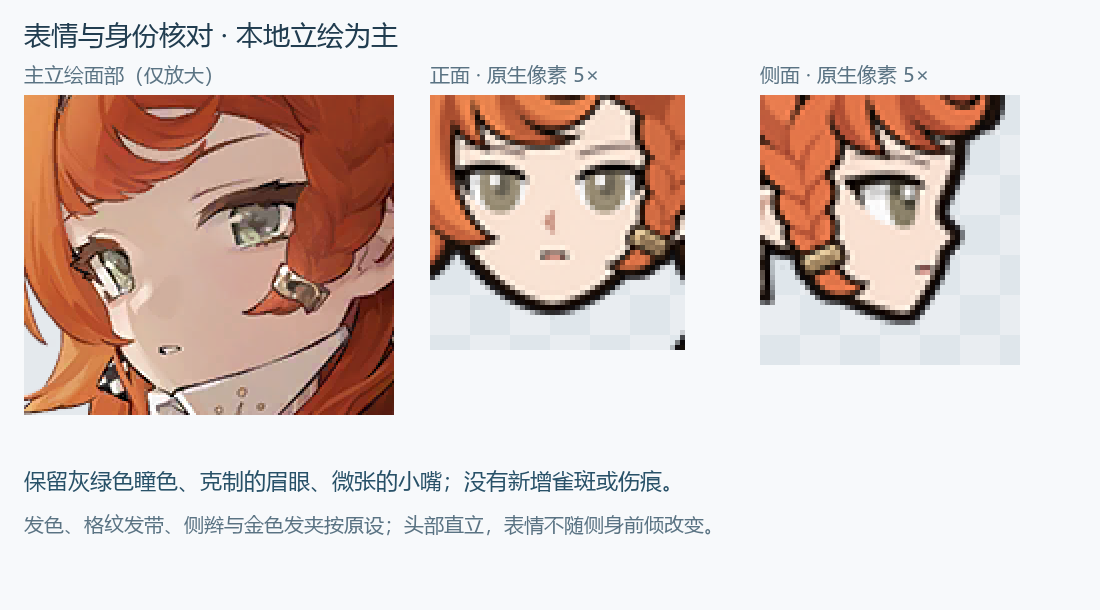 表情与身份核对 · 本地立绘为主
主立绘面部（仅放大）
正面 · 原生像素 5×
侧面 · 原生像素 5×
保留灰绿色瞳色、克制的眉眼、微张的小嘴；没有新增雀斑或伤痕。
发色、格纹发带、侧辫与金色发夹按原设；头部直立，表情不随侧身前倾改变。